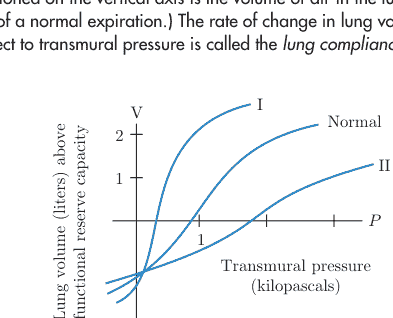 of a normal expiration.) The rate of change in lung vo
ect to transmural pressure is called the lung complianc
V
I
Normal
2
II
1
P
1
Lung volume (liters) above
functional reserve capacity
Transmural pressure
(kilopascals)